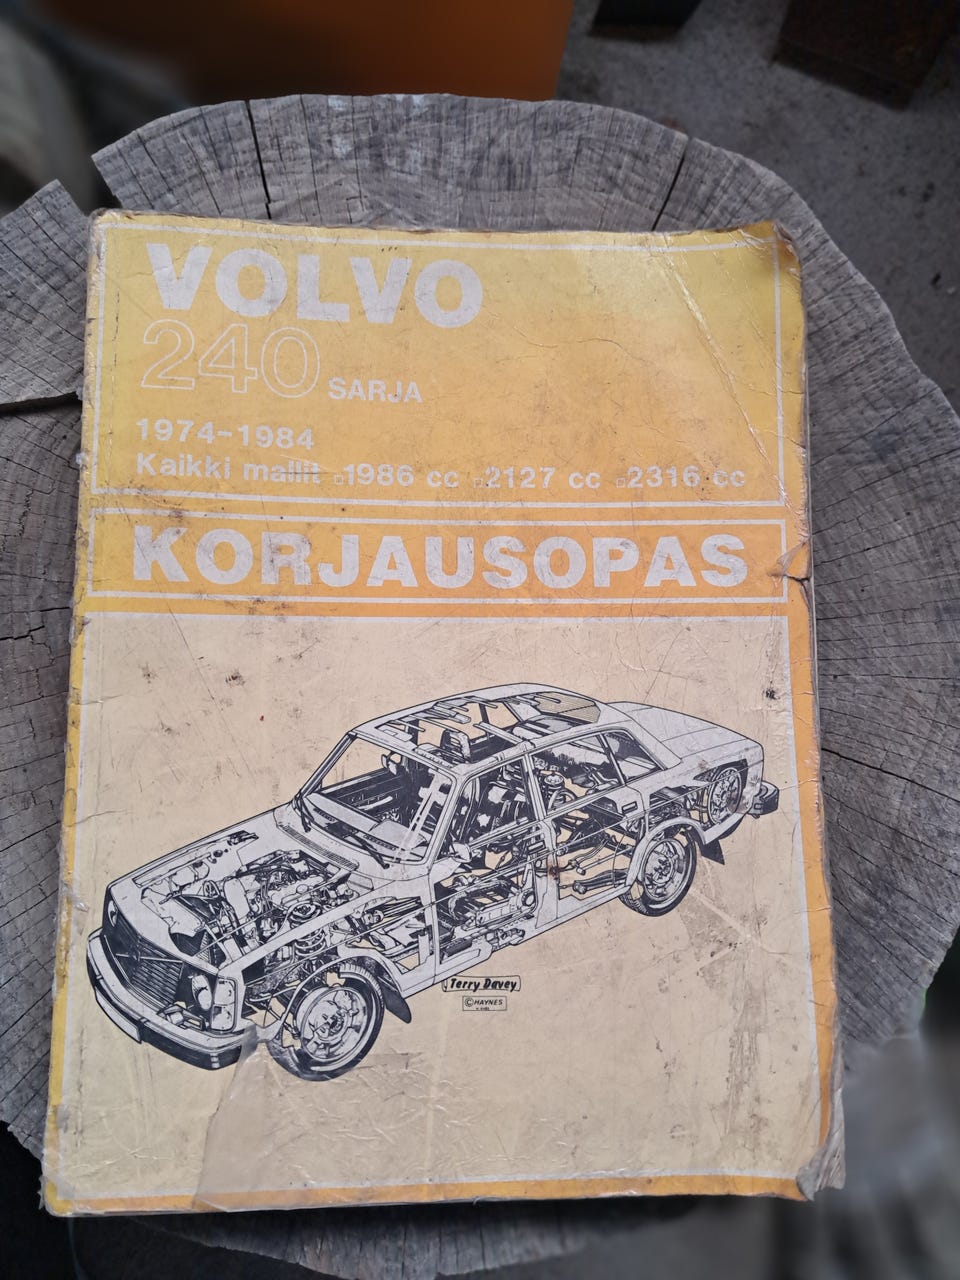 VOLVO
240 SARJA
1974-1984
Kaikki mallit □1986 cc □2127 cc □2316 cc
KORJAUSOPAS
Terry Davey
©HAYNES